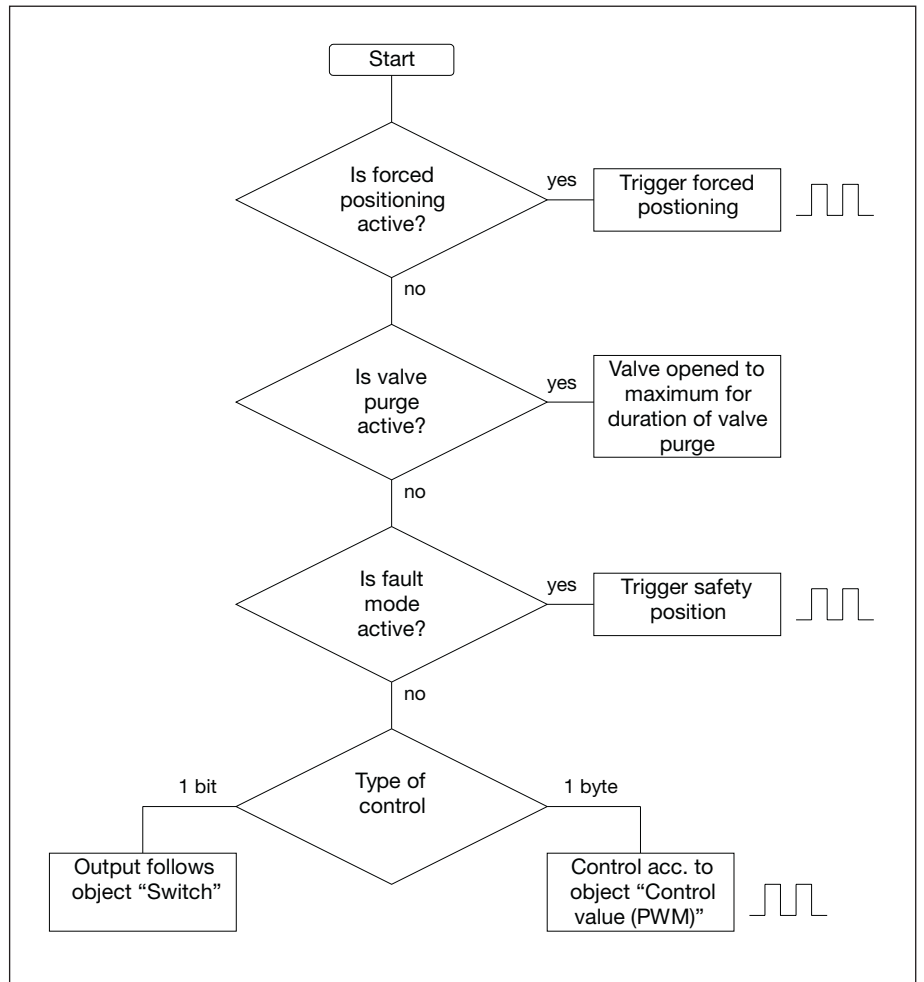 Start
Is forced
positioning
active?
yes
Trigger forced
postioning
no
Is valve
purge
active?
yes
Valve opened to
maximum for
duration of valve
purge
no
Is fault
mode
active?
yes
Trigger safety
position
no
Type of
control
1 bit
1 byte
Output follows
object “Switch”
Control acc. to
object “Control
value (PWM)”